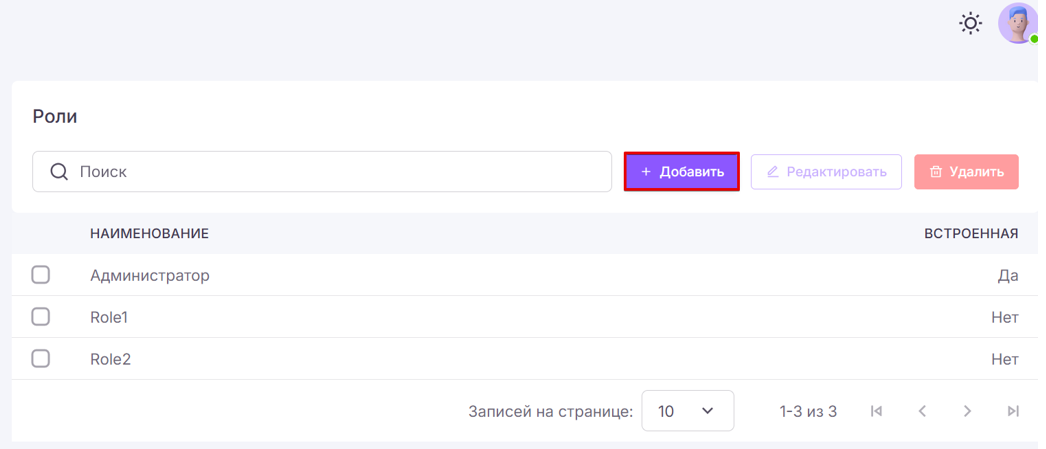 Роли
Поиск
+ Добавить
Редактировать
Удалить
НАИМЕНОВАНИЕ ВСТРОЕННАЯ
Администратор Да
Role1 Нет
Role2 Нет
Записей на странице: 10 1-3 из 3